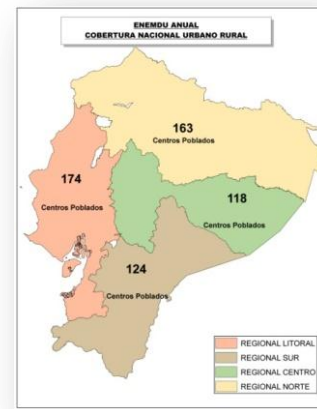 ENEMDU ANUAL
COBERTURA NACIONAL URBANO RURAL
163
Centros Poblados
174
Centros Poblados
118
Centros Poblados
124
Centros Poblados
REGIONAL LITORAL
REGIONAL SUR
REGIONAL CENTRO
REGIONAL NORTE